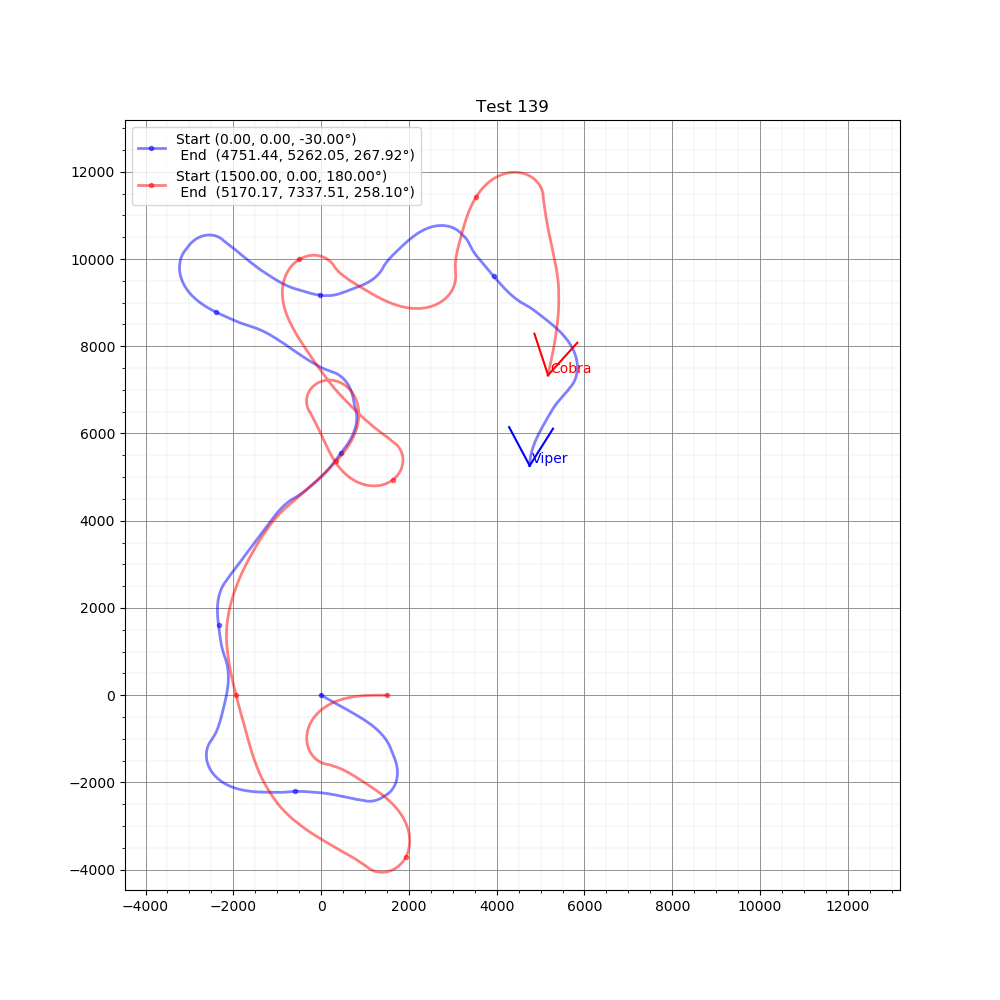 Test 139
Start (0.00, 0.00, -30.00°)
End (4751.44, 5262.05, 267.92°)
Start (1500.00, 0.00, 180.00°)
End (5170.17, 7337.51, 258.10°)
12000
10000
8000
6000
4000
2000
0
−2000
−4000
Cobra
Viper
−4000 −2000 0 2000 4000 6000 8000 10000 12000